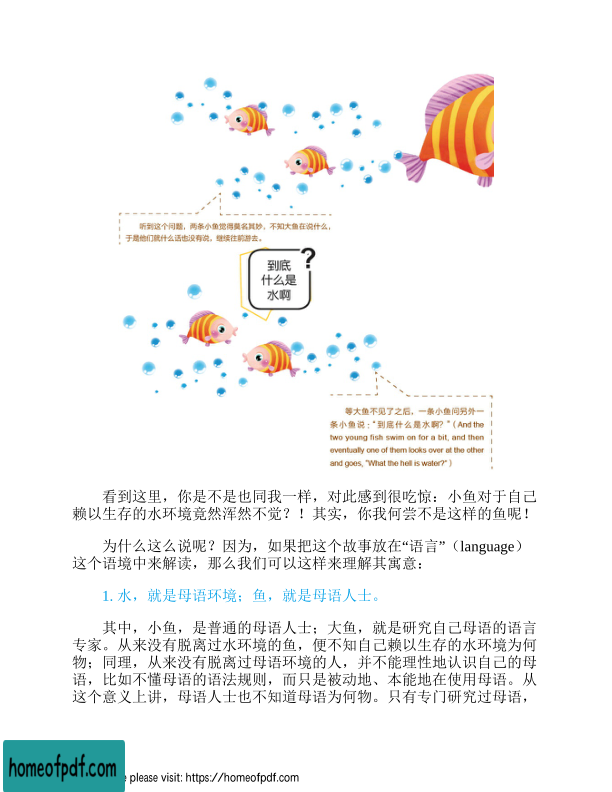 听到这个问题，两条小鱼觉得莫名其妙，不知大鱼在说什么，
于是他们就什么话也没有说，继续往前游去。
到底
什么是
水啊
?
等大鱼不见了之后，一条小鱼问另外一
条小鱼说：“到底什么是水啊？”（And the
two young fish swim on for a bit, and then
eventually one of them looks over at the other
and goes, "What the hell is water?"）
看到这里，你是不是也同我一样，对此感到很吃惊：小鱼对于自己
赖以生存的水环境竟然浑然不觉？！其实，你我何尝不是这样的鱼呢！
为什么这么说呢？因为，如果把这个故事放在“语言”（language）
这个语境中来解读，那么我们可以这样来理解其寓意：
1. 水，就是母语环境；鱼，就是母语人士。
其中，小鱼，是普通的母语人士；大鱼，就是研究自己母语的语言
专家。从来没有脱离过水环境的鱼，便不知自己赖以生存的水环境为何
物；同理，从来没有脱离过母语环境的人，并不能理性地认识自己的母
语，比如不懂母语的语法规则，而只是被动地、本能地在使用母语。从
这个意义上讲，母语人士也不知道母语为何物。只有专门研究过母语，
homeofpdf.com
e please visit: https://homeofpdf.com